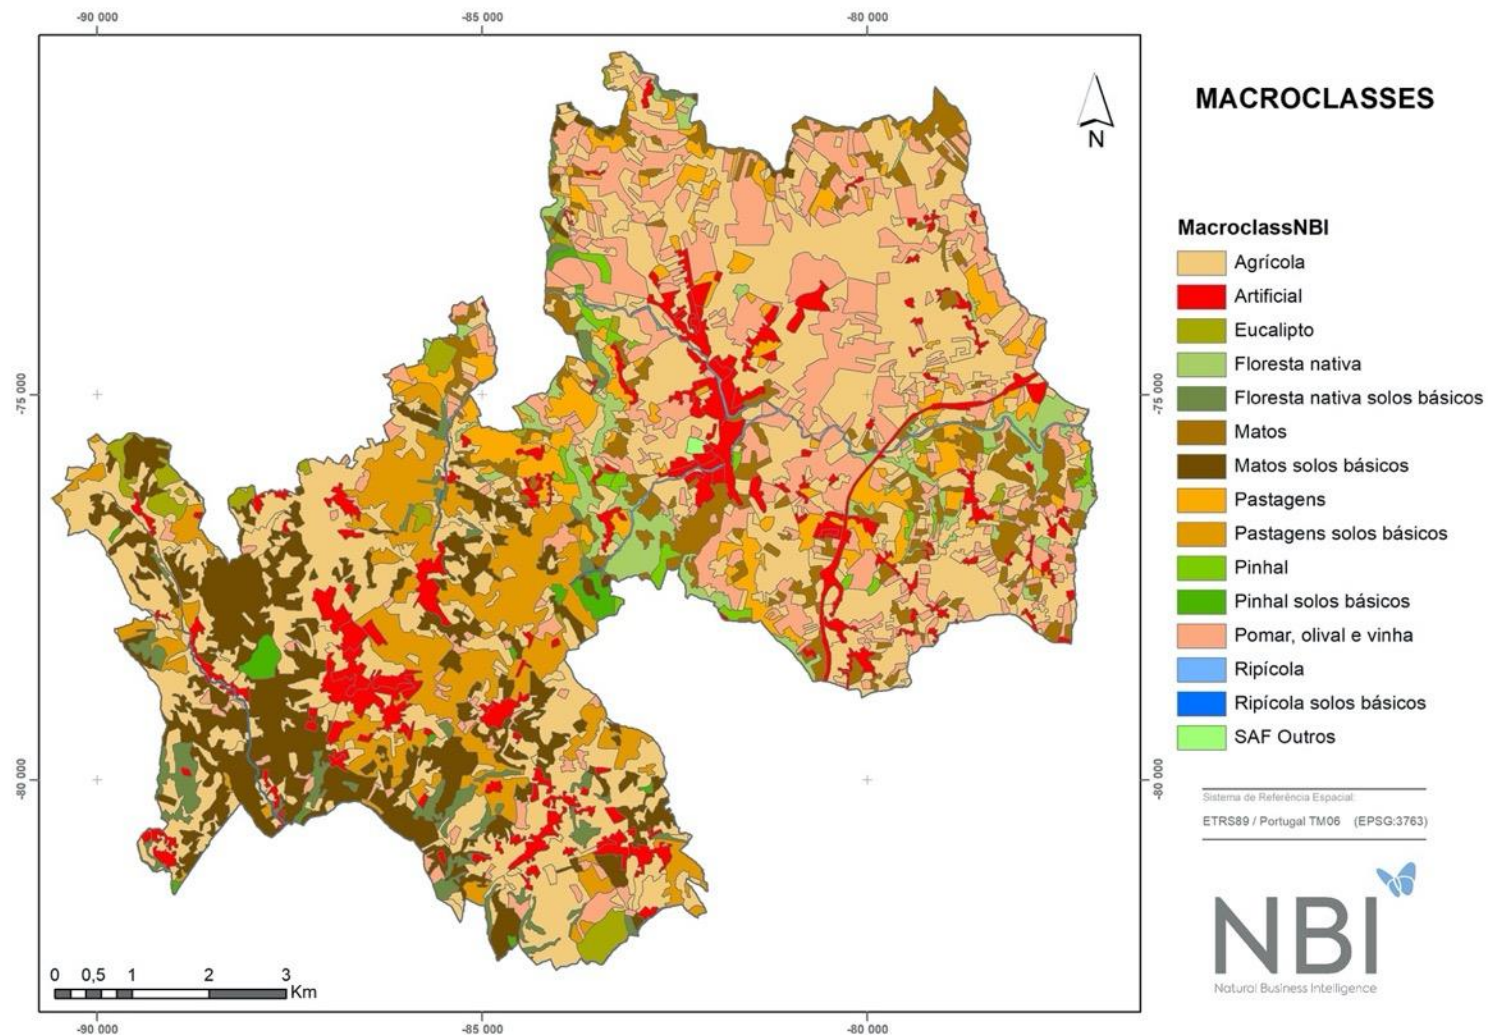 -90 000
-85 000
-80 000
N
MACROCLASSES
MacroclassNBI
Agrícola
Artificial
Eucalipto
Floresta nativa
Floresta nativa solos básicos
Matos
Matos solos básicos
Pastagens
Pastagens solos básicos
Pinhal
Pinhal solos básicos
Pomar, olival e vinha
Ripícola
Ripícola solos básicos
SAF Outros
-75 000
-75 000
-80 000
-80 000
Sistema de Referência Espacial:
ETRS89 / Portugal TM06 (EPSG:3763)
NBI
Natural Business Intelligence
0 0,5 1 2 3
Km
-90 000
-85 000
-80 000